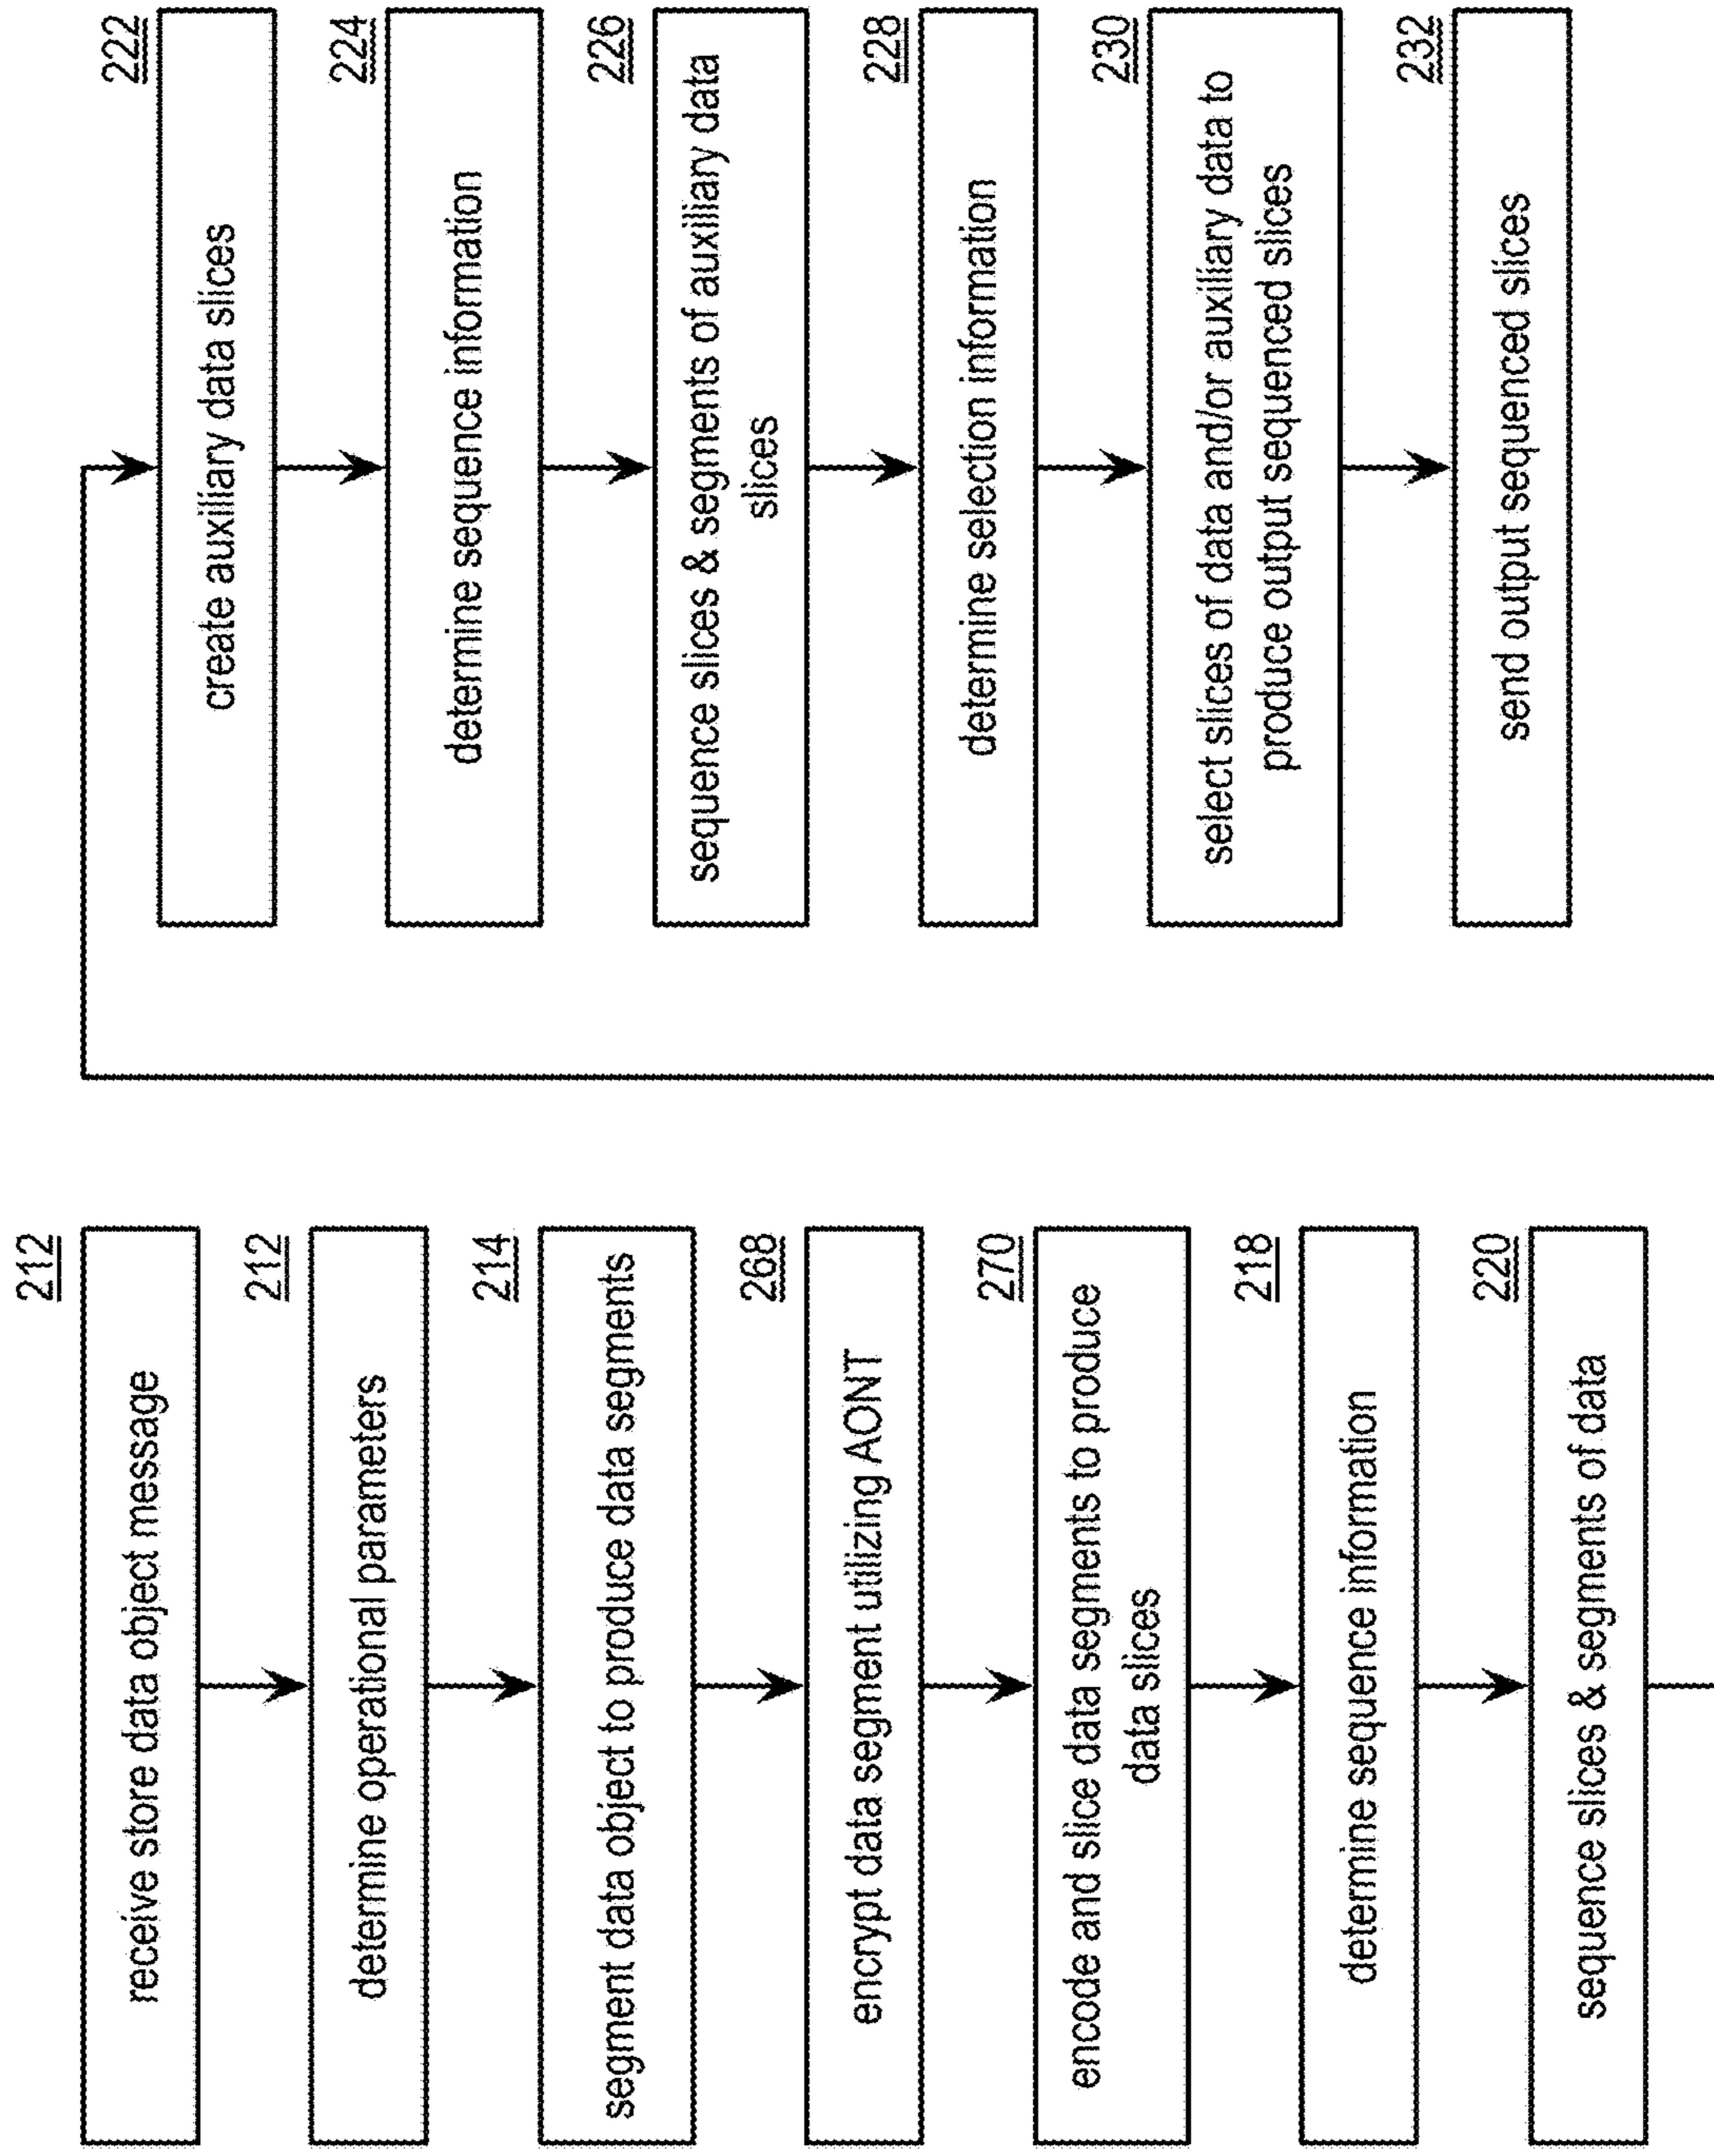 212
receive store data object message
212
determine operational parameters
214
segment data object to produce data segments
268
encrypt data segment utilizing AONT
270
encode and slice data segments to produce
data slices
218
determine sequence information
220
sequence slices & segments of data
222
create auxiliary data slices
224
determine sequence information
226
sequence slices & segments of auxiliary data
slices
228
determine selection information
230
select slices of data and/or auxiliary data to
produce output sequenced slices
232
send output sequenced slices